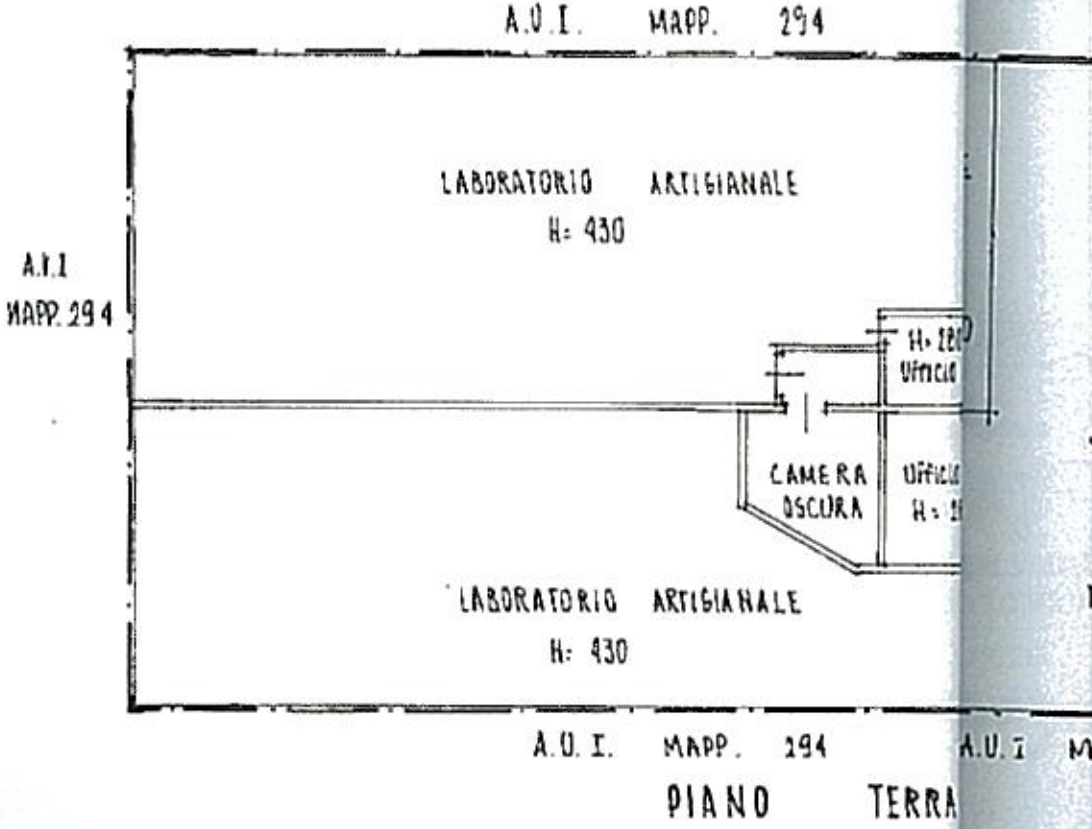 A.U.I. MAPP. 294
LABORATORIO ARTIGIANALE
H= 430
A.U.I
MAPP. 294
H=
UFFICIO
CAMERA
OSCURA
UFFICIO
H=
LABORATORIO ARTIGIANALE
H= 430
A.U.I. MAPP. 294
A.U.I
PIANO TERRA